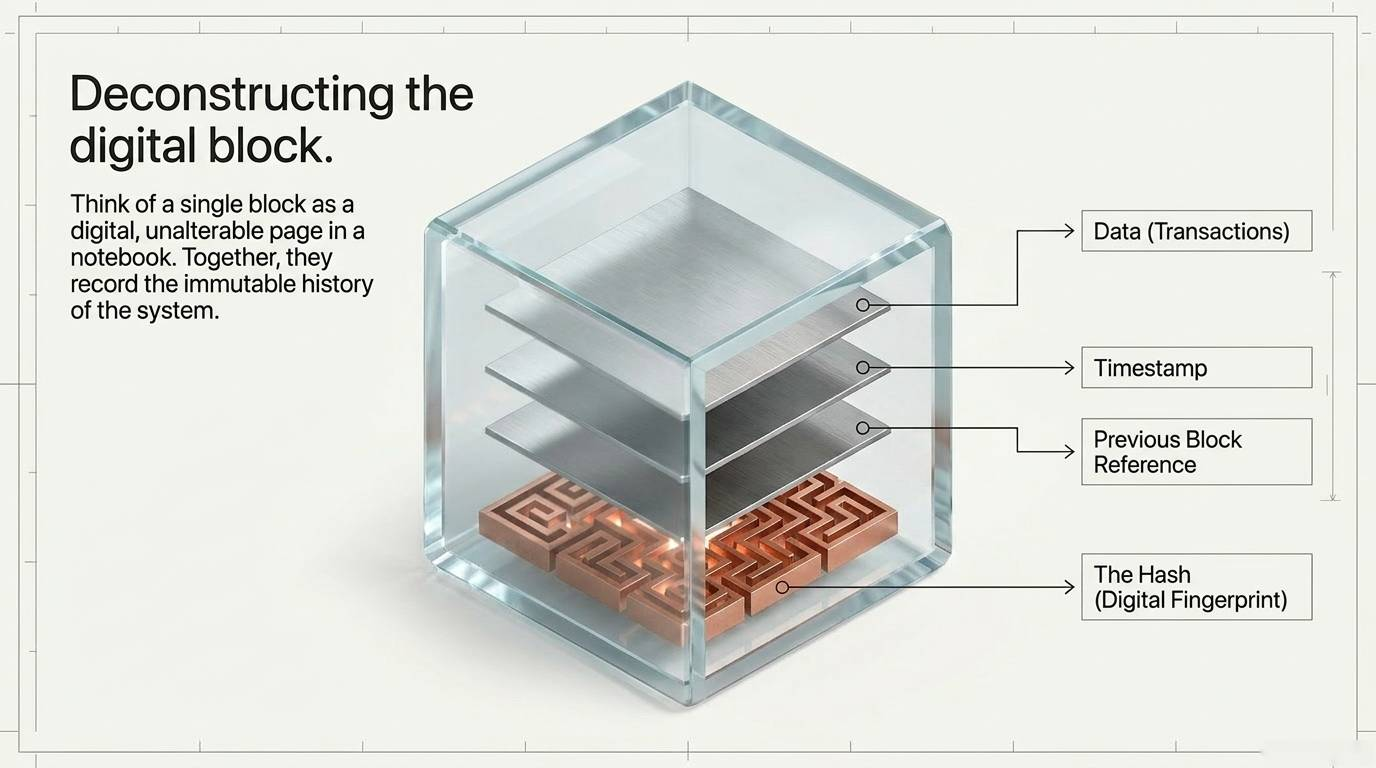 Deconstructing the
digital block.
Think of a single block as a
digital, unalterable page in a
notebook. Together, they
record the immutable history
of the system.
Data (Transactions)
Timestamp
Previous Block
Reference
The Hash
(Digital Fingerprint)